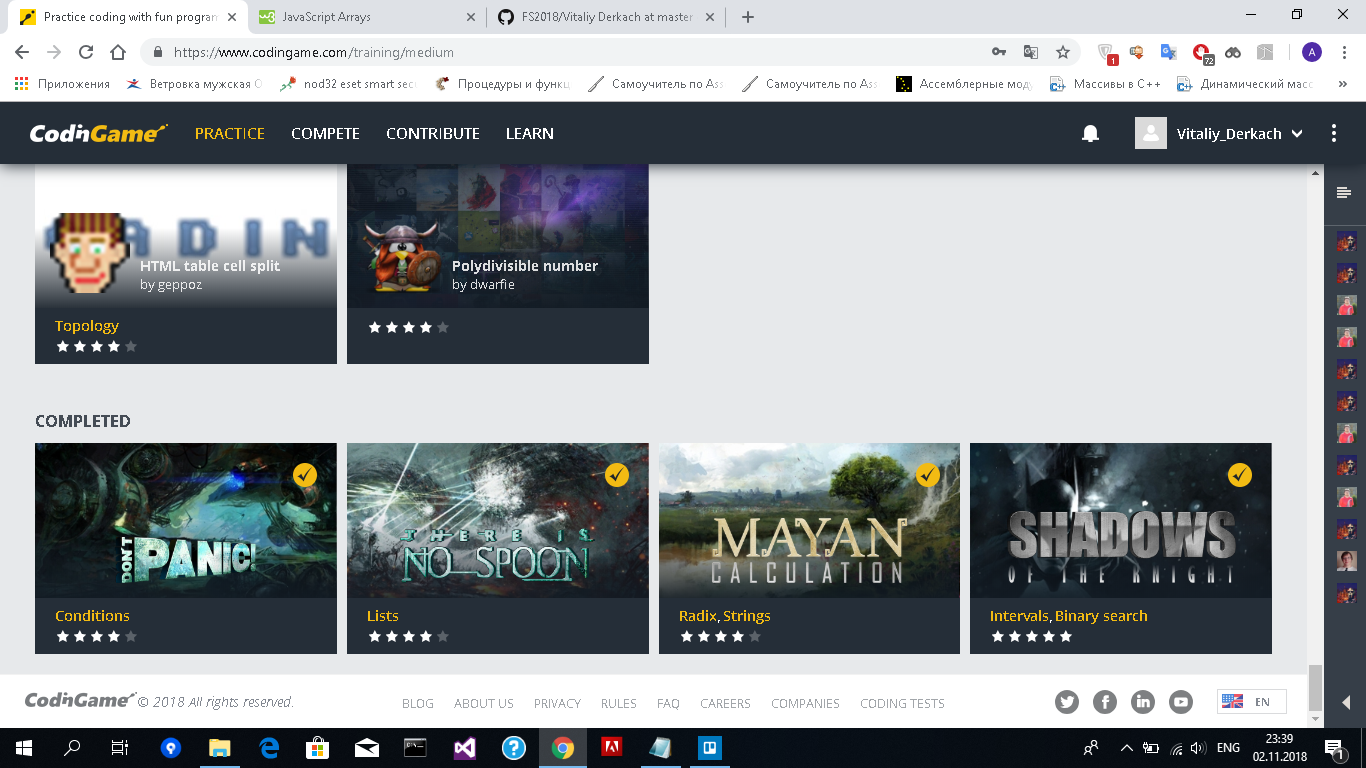 Practice coding with fun progran
JavaScript Arrays
FS2018/Vitaliy Derkach at master
https://www.codingame.com/training/medium
1
72
A
Приложения
Ветровка мужская О
nod32 eset smart secu
Процедуры и функц
Самоучитель по Ass
Самоучитель по Ass
Ассемблерные моду
Массивы в C++
Динамический масс
»
CodinGame
PRACTICE
COMPETE
CONTRIBUTE
LEARN
Vitaliy_Derkach
ADIN
HTML table cell split
by geppoz
Topology
Polydivisible number
by dwarfie
COMPLETED
DON'T PANIC!
Conditions
THERE IS
NO SPOON
Lists
MAYAN
CALCULATION
Radix, Strings
SHADOWS
OF THE KNIGHT
Intervals, Binary search
CodinGame © 2018 All rights reserved.
BLOG
ABOUT US
PRIVACY
RULES
FAQ
CAREERS
COMPANIES
CODING TESTS
EN
ENG
23:39
02.11.2018
1